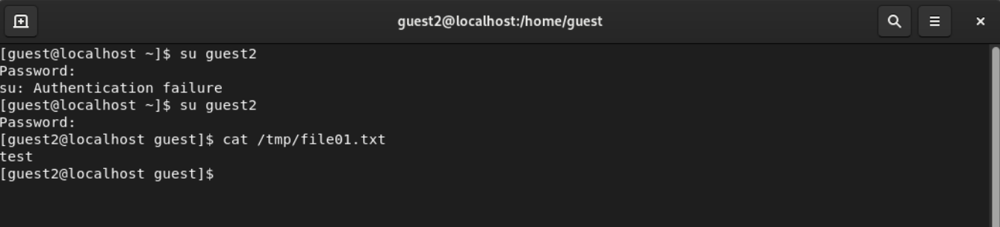 guest2@localhost:/home/guest
[guest@localhost ~]$ su guest2
Password:
su: Authentication failure
[guest@localhost ~]$ su guest2
Password:
[guest2@localhost guest]$ cat /tmp/file01.txt
test
[guest2@localhost guest]$